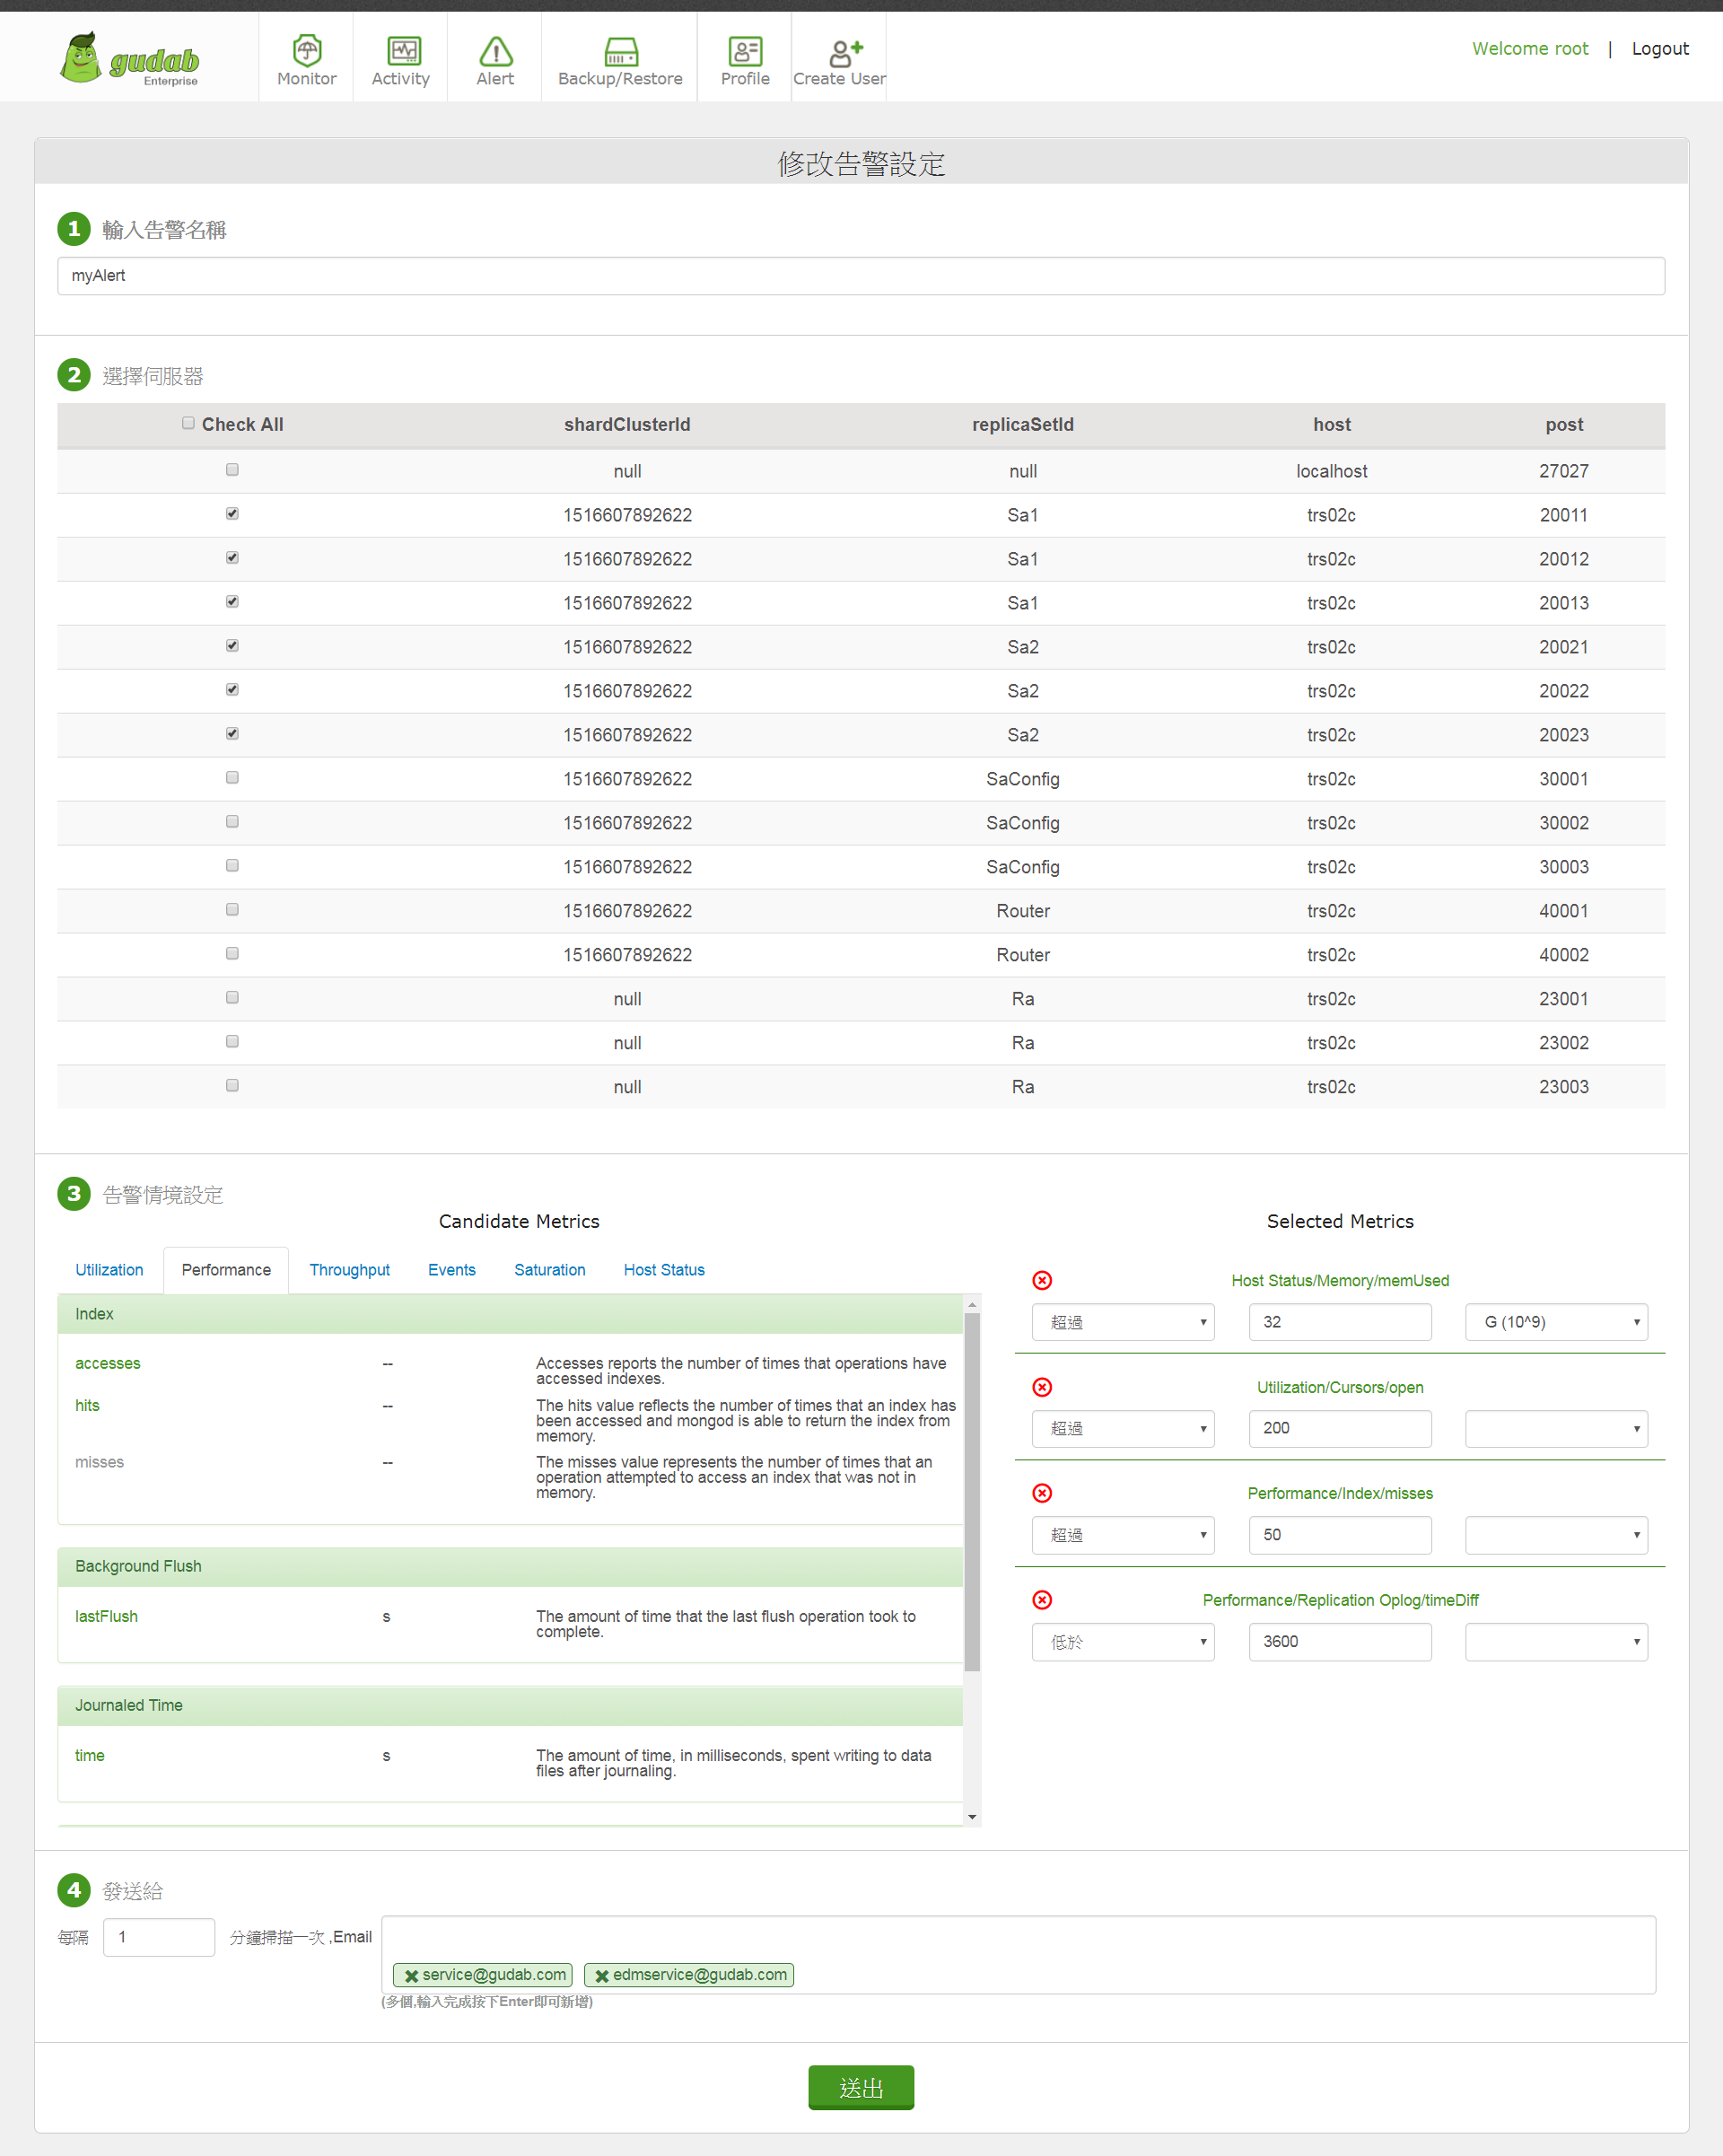 gudab
Enterprise
Monitor
Activity
Alert
Backup/Restore
Profile
Create User
Welcome root | Logout
修改告警設定
1 輸入告警名稱
myAlert
2 選擇伺服器
Check All shardClusterId replicaSetId host post
null null localhost 27027
1516607892622 Sa1 trs02c 20011
1516607892622 Sa1 trs02c 20012
1516607892622 Sa1 trs02c 20013
1516607892622 Sa2 trs02c 20021
1516607892622 Sa2 trs02c 20022
1516607892622 Sa2 trs02c 20023
1516607892622 SaConfig trs02c 30001
1516607892622 SaConfig trs02c 30002
1516607892622 SaConfig trs02c 30003
1516607892622 Router trs02c 40001
1516607892622 Router trs02c 40002
null Ra trs02c 23001
null Ra trs02c 23002
null Ra trs02c 23003
3 告警情境設定
Candidate Metrics
Utilization Performance Throughput Events Saturation Host Status
Index
accesses -- Accesses reports the number of times that operations have
accessed indexes.
hits -- The hits value reflects the number of times that an index has
been accessed and mongod is able to return the index from
memory.
misses -- The misses value represents the number of times that an
operation attempted to access an index that was not in
memory.
Background Flush
lastFlush s The amount of time that the last flush operation took to
complete.
Journaled Time
time s The amount of time, in milliseconds, spent writing to data
files after journaling.
Selected Metrics
Host Status/Memory/memUsed
超過 32 G (10^9)
Utilization/Cursors/open
超過 200
Performance/Index/misses
超過 50
Performance/Replication Oplog/timeDiff
低於 3600
4 發送給
每隔 1 分鐘掃描一次 ,Email
service@gudab.com edmservice@gudab.com
(多個,輸入完成按下Enter即可新增)
送出